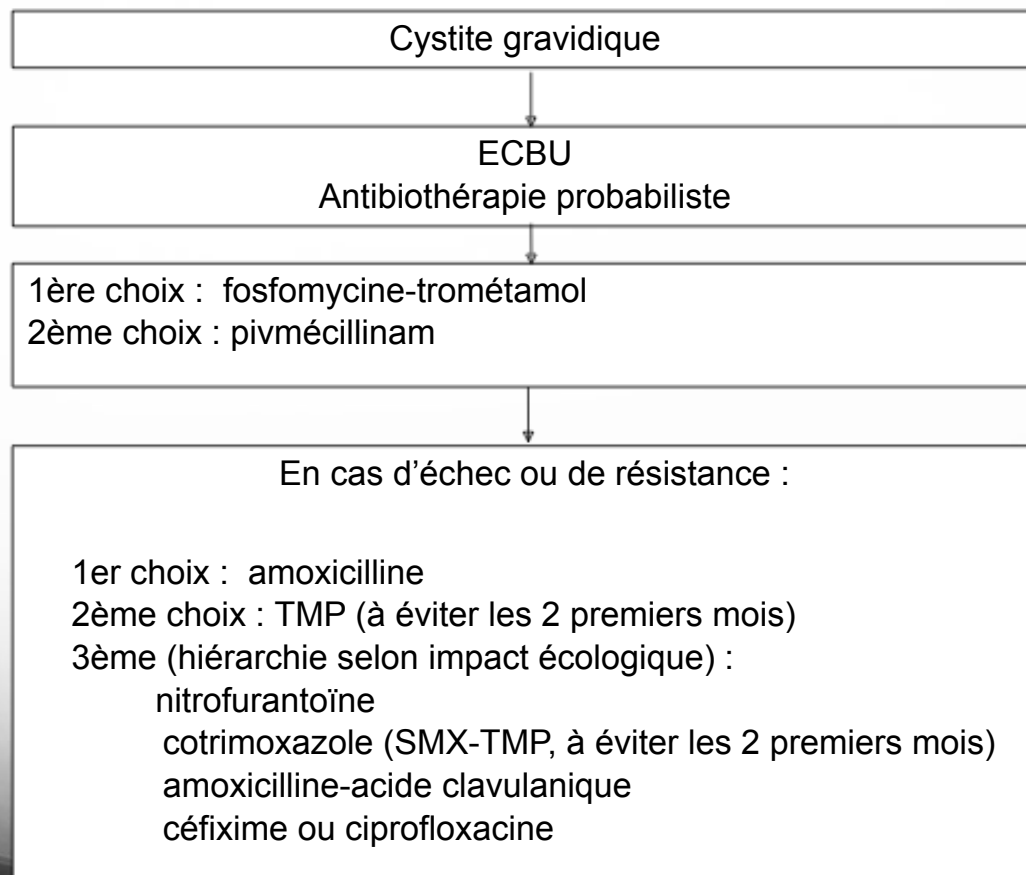 Cystite gravidique
ECBU
Antibiothérapie probabiliste
1ère choix : fosfomycine-trométamol
2ème choix : pivmécillinam
En cas d’échec ou de résistance :
1er choix : amoxicilline
2ème choix : TMP (à éviter les 2 premiers mois)
3ème (hiérarchie selon impact écologique) :
nitrofurantoïne
cotrimoxazole (SMX-TMP, à éviter les 2 premiers mois)
amoxicilline-acide clavulanique
céfixime ou ciprofloxacine